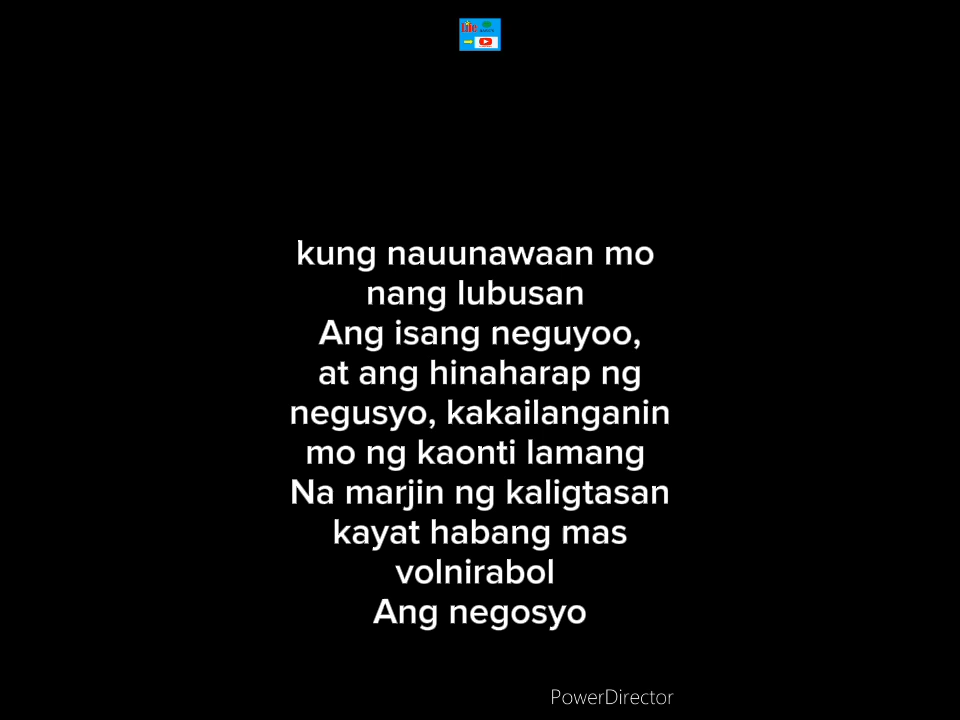 Life
kung nauunawaan mo
nang lubusan
Ang isang neguyoo,
at ang hinaharap ng
negusyo, kakailanganin
mo ng kaonti lamang
Na marjin ng kaligtasan
kayat habang mas
volnirabol
Ang negosyo
PowerDirector